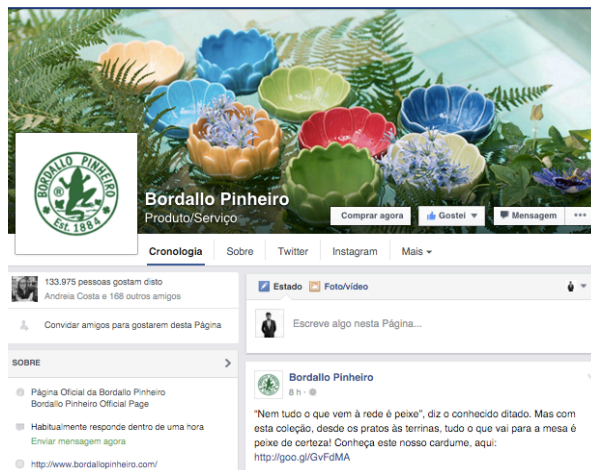 BORDALLO PINHEIRO
®
Est. 1884
Bordallo Pinheiro
Produto/Serviço
Comprar agora
Gostei
Mensagem
Cronologia
Sobre
Twitter
Instagram
Mais
133.975 pessoas gostam disto
Andreia Costa e 168 outros amigos
Convidar amigos para gostarem desta Página
SOBRE
Página Oficial da Bordallo Pinheiro
Bordallo Pinheiro Official Page
Habitualmente responde dentro de uma hora
Enviar mensagem agora
http://www.bordallopinheiro.com/
Estado
Foto/vídeo
Escreve algo nesta Página...
Bordallo Pinheiro
8 h ·
"Nem tudo o que vem à rede é peixe", diz o conhecido ditado. Mas com
esta coleção, desde os pratos às terrinas, tudo o que vai para a mesa é
peixe de certeza! Conheça este nosso cardume, aqui:
http://goo.gl/GvFdMA